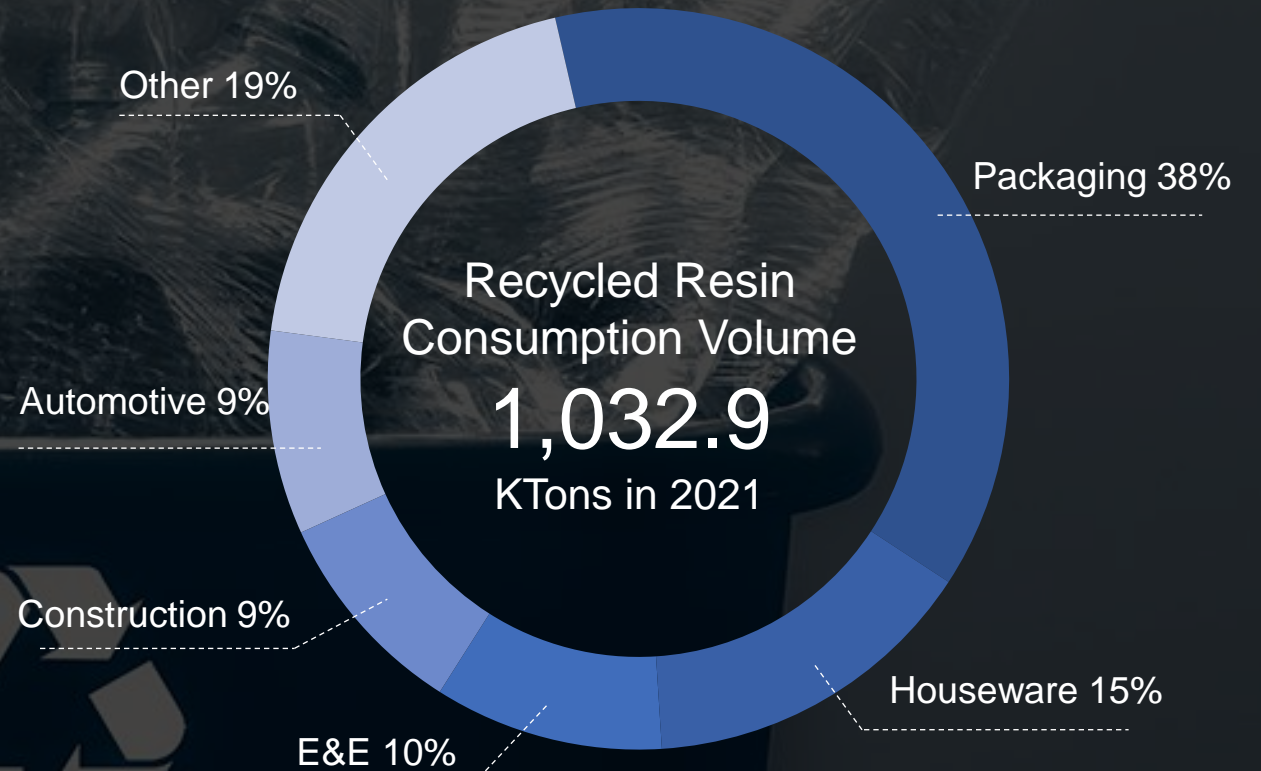 Other 19%
Packaging 38%
Recycled Resin
Consumption Volume
1,032.9
KTons in 2021
Automotive 9%
Construction 9%
Houseware 15%
E&E 10%